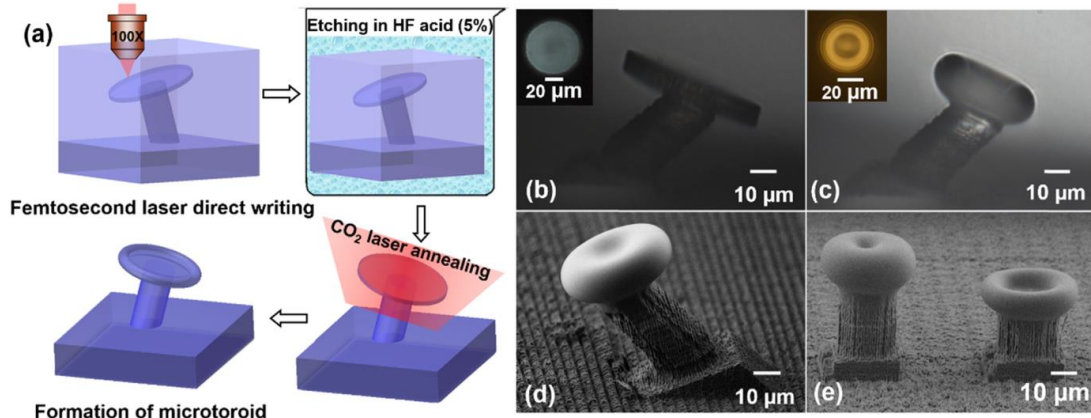 (a)
100X
Etching in HF acid (5%)
Femtosecond laser direct writing
CO₂ laser annealing
Formation of microtoroid
20 μm
(b)
10 μm
20 μm
(c)
10 μm
(d)
10 μm
(e)
10 μm